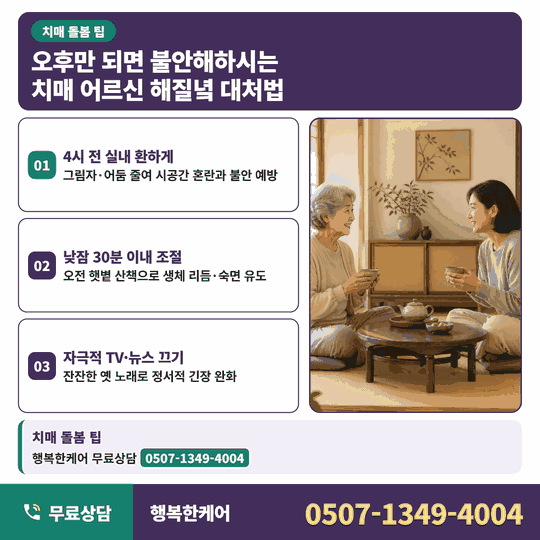 치매 돌봄 팁
오후만 되면 불안해하시는
치매 어르신 해질녘 대처법
01
4시 전 실내 환하게
그림자·어둠 줄여 시공간 혼란과 불안 예방
02
낮잠 30분 이내 조절
오전 햇볕 산책으로 생체 리듬·숙면 유도
03
자극적 TV·뉴스 끄기
잔잔한 옛 노래로 정서적 긴장 완화
치매 돌봄 팁
행복한케어 무료상담 0507-1349-4004
무료상담 행복한케어 0507-1349-4004